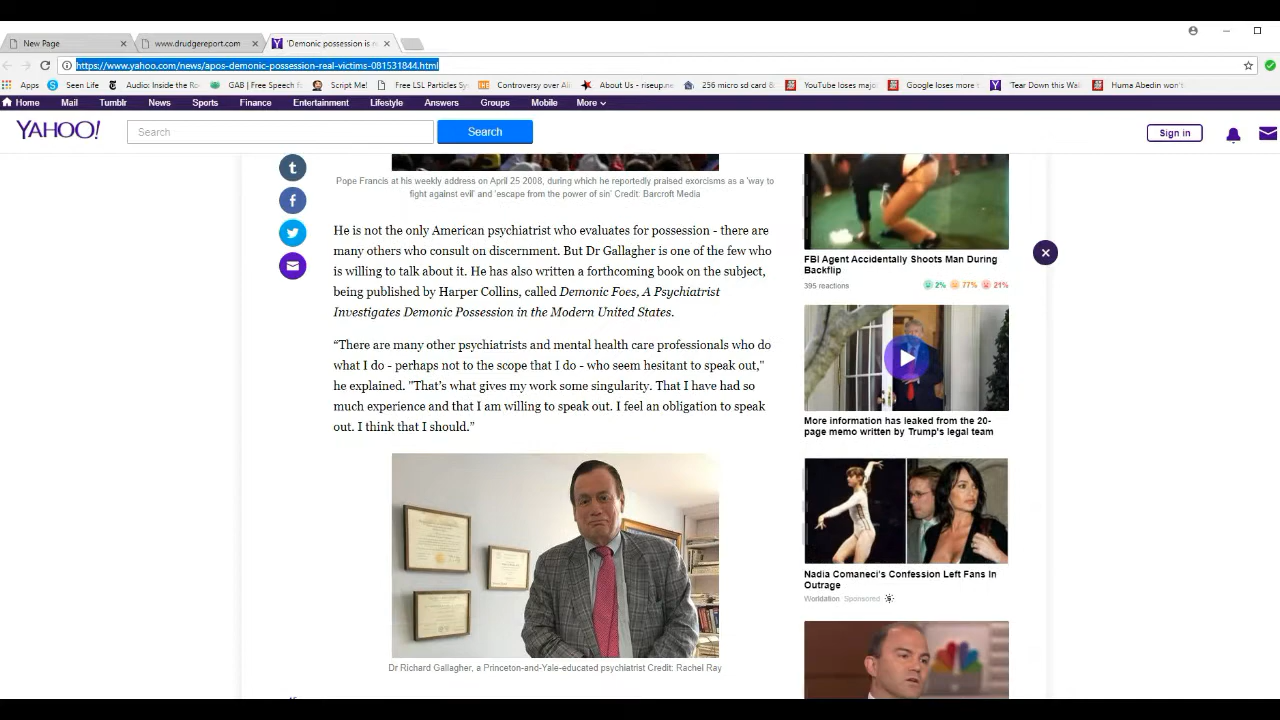 New Page
www.drudgereport.com
'Demonic possession is
https://www.yahoo.com/news/apos-demonic-possession-real-victims-081531844.html
Apps
Seen Life
Audio: Inside the Ro
GAB | Free Speech f
Script Me!
Free LSL Particles Sy
Controversy over Ali
About Us - riseup.ne
256 micro sd card &
YouTube loses majo
Google loses more t
'Tear Down this Wa
Huma Abedin won't
Home
Mail
Tumblr
News
Sports
Finance
Entertainment
Lifestyle
Answers
Groups
Mobile
More
YAHOO!
Search
Search
Sign in
Pope Francis at his weekly address on April 25 2008, during which he reportedly praised exorcisms as a 'way to
fight against evil' and 'escape from the power of sin' Credit: Barcroft Media
He is not the only American psychiatrist who evaluates for possession - there are
many others who consult on discernment. But Dr Gallagher is one of the few who
is willing to talk about it. He has also written a forthcoming book on the subject,
being published by Harper Collins, called Demonic Foes, A Psychiatrist
Investigates Demonic Possession in the Modern United States.
“There are many other psychiatrists and mental health care professionals who do
what I do - perhaps not to the scope that I do - who seem hesitant to speak out,"
he explained. "That’s what gives my work some singularity. That I have had so
much experience and that I am willing to speak out. I feel an obligation to speak
out. I think that I should.”
Dr Richard Gallagher, a Princeton-and-Yale-educated psychiatrist Credit: Rachel Ray
FBI Agent Accidentally Shoots Man During
Backflip
395 reactions
2%
77%
21%
More information has leaked from the 20-
page memo written by Trump's legal team
Nadia Comaneci's Confession Left Fans In
Outrage
Worldation Sponsored